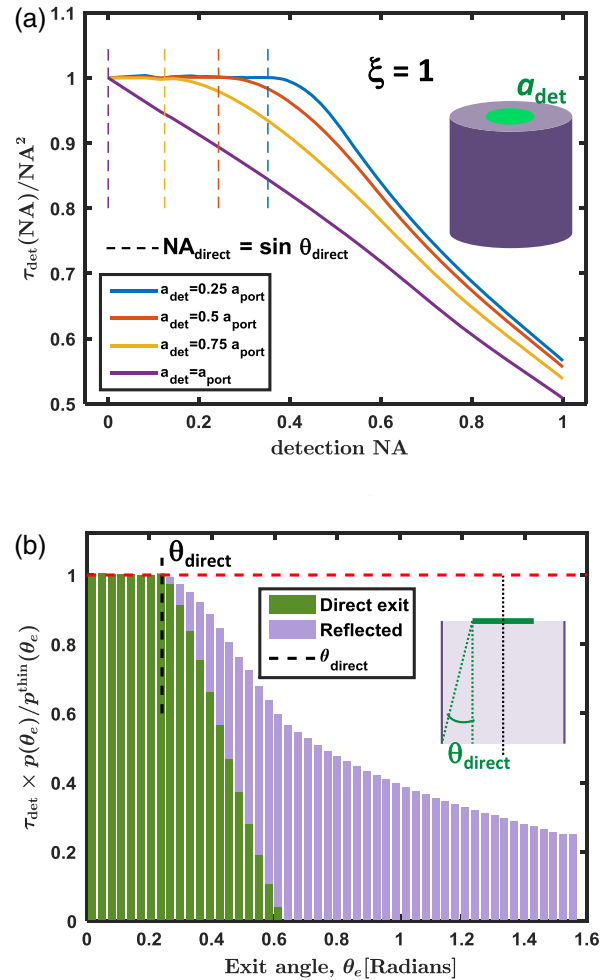 (a)
1.1
1
0.9
0.8
0.7
0.6
0.5
τdet(NA)/NA²
ξ = 1
adet
NAdirect = sin θdirect
adet=0.25 aport
adet=0.5 aport
adet=0.75 aport
adet=aport
0 0.2 0.4 0.6 0.8 1
detection NA
(b)
θdirect
1
0.8
0.6
0.4
0.2
0
τdet × p(θe)/pthin(θe)
Direct exit
Reflected
θdirect
θdirect
0 0.2 0.4 0.6 0.8 1 1.2 1.4 1.6
Exit angle, θe[Radians]